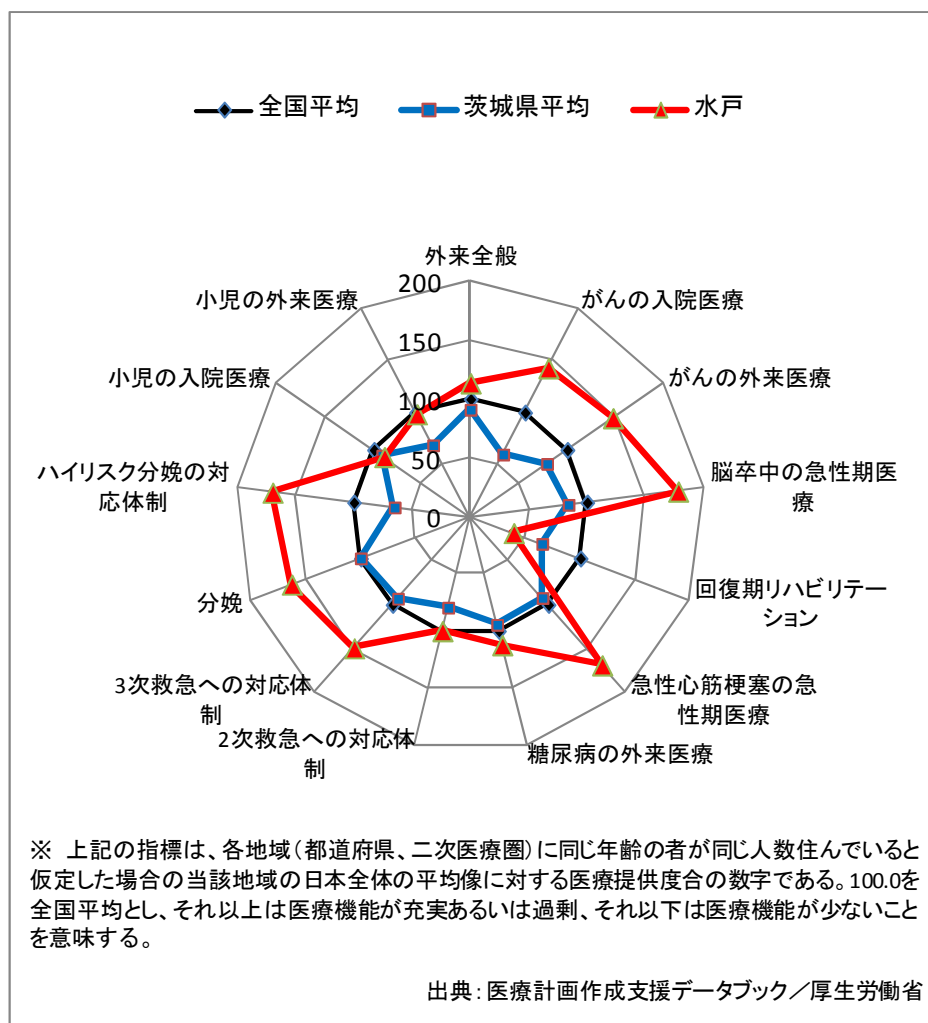 全国平均 茨城県平均 水戸
外来全般
がんの入院医療
がんの外来医療
脳卒中の急性期医
療
回復期リハビリテー
ション
急性心筋梗塞の急
性期医療
糖尿病の外来医療
2次救急への対応体
制
3次救急への対応体
制
分娩
ハイリスク分娩の対
応体制
小児の入院医療
小児の外来医療
200
150
100
50
0
※ 上記の指標は、各地域(都道府県、二次医療圏)に同じ年齢の者が同じ人数住んでいると
仮定した場合の当該地域の日本全体の平均像に対する医療提供度合の数字である。100.0を
全国平均とし、それ以上は医療機能が充実あるいは過剰、それ以下は医療機能が少ないこと
を意味する。
出典:医療計画作成支援データブック/厚生労働省